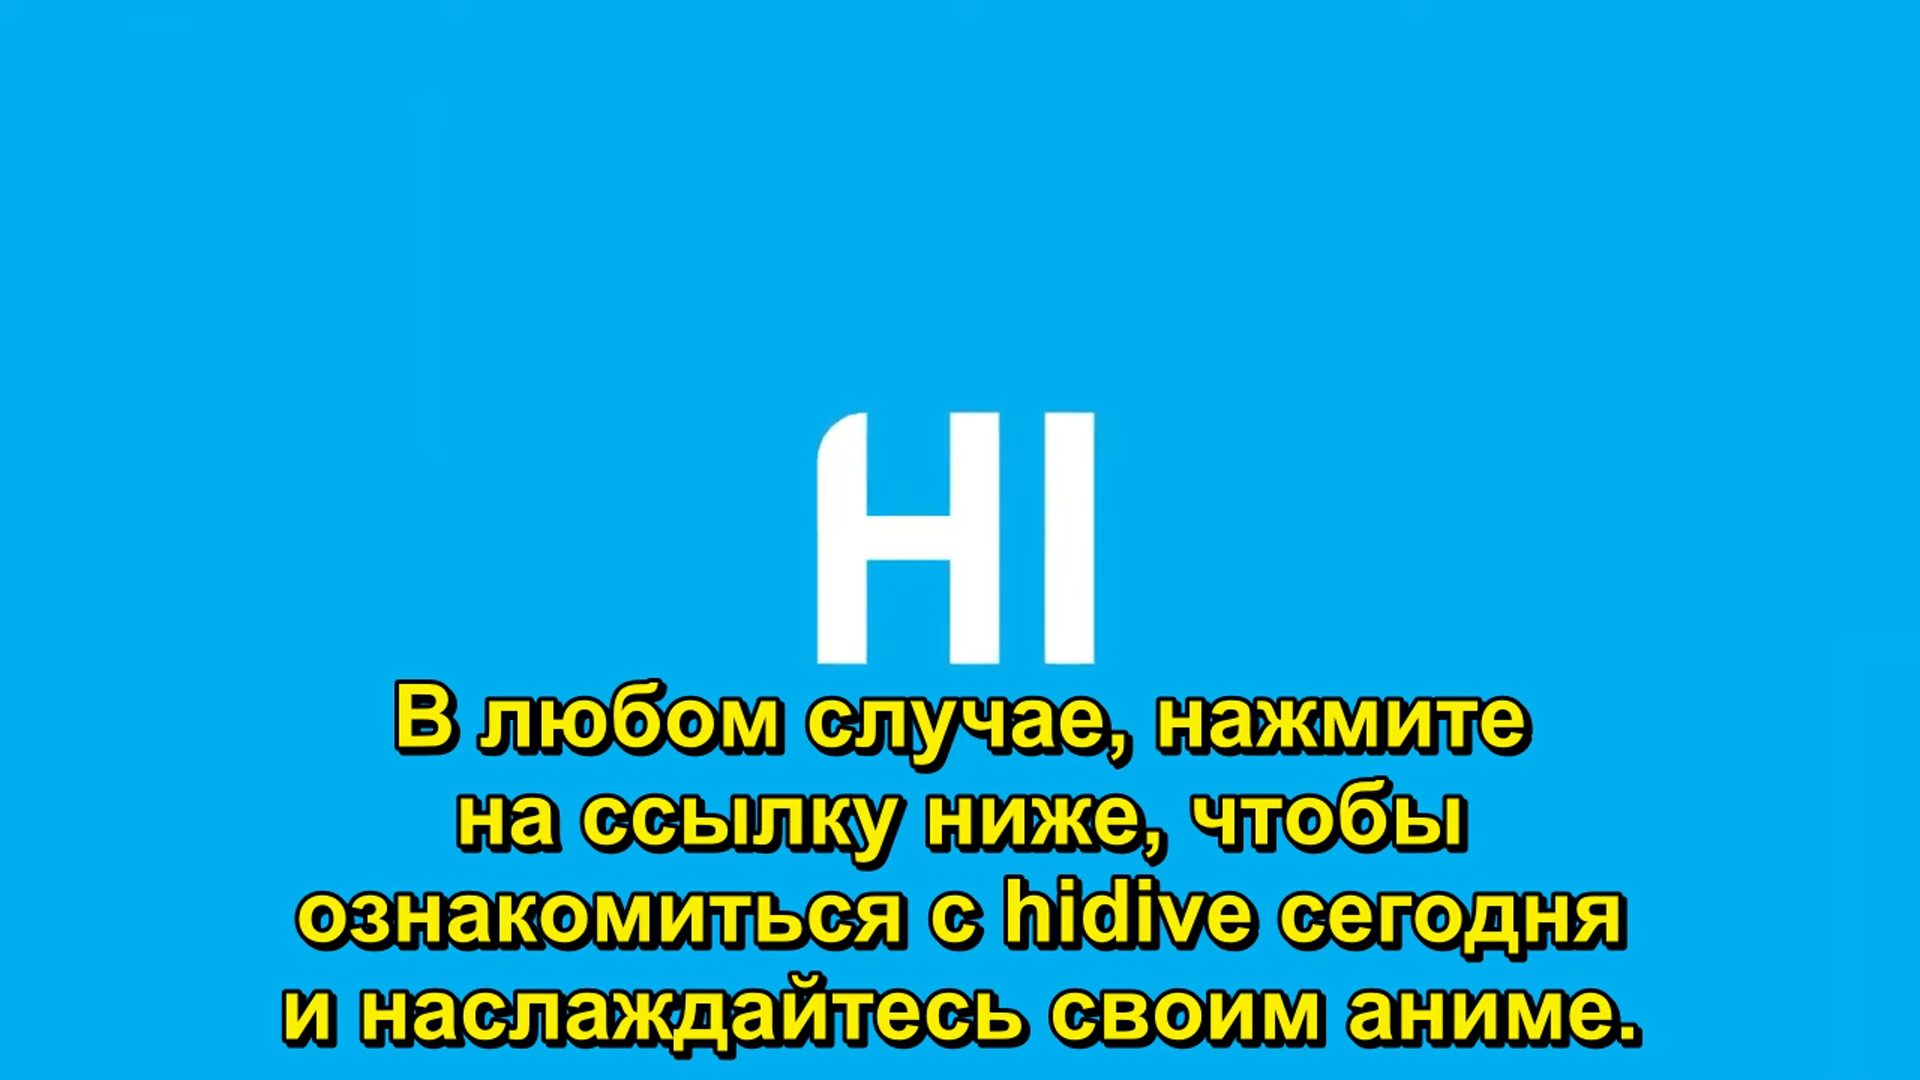 HI
В любом случае, нажмите
на ссылку ниже, чтобы
ознакомиться с hidive сегодня
и наслаждайтесь своим аниме.